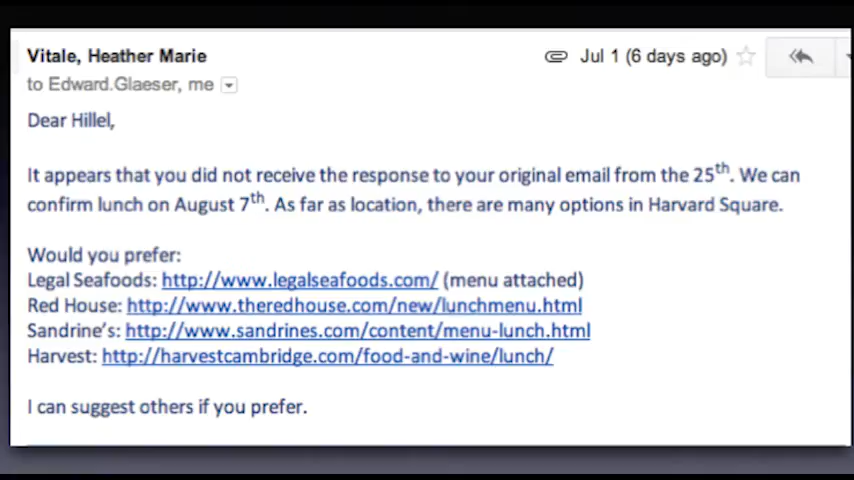 Vitale, Heather Marie Jul 1 (6 days ago)
to Edward.Glaeser, me
Dear Hillel,
It appears that you did not receive the response to your original email from the 25th. We can
confirm lunch on August 7th. As far as location, there are many options in Harvard Square.
Would you prefer:
Legal Seafoods: http://www.legalseafoods.com/ (menu attached)
Red House: http://www.theredhouse.com/new/lunchmenu.html
Sandrine's: http://www.sandrines.com/content/menu-lunch.html
Harvest: http://harvestcambridge.com/food-and-wine/lunch/
I can suggest others if you prefer.